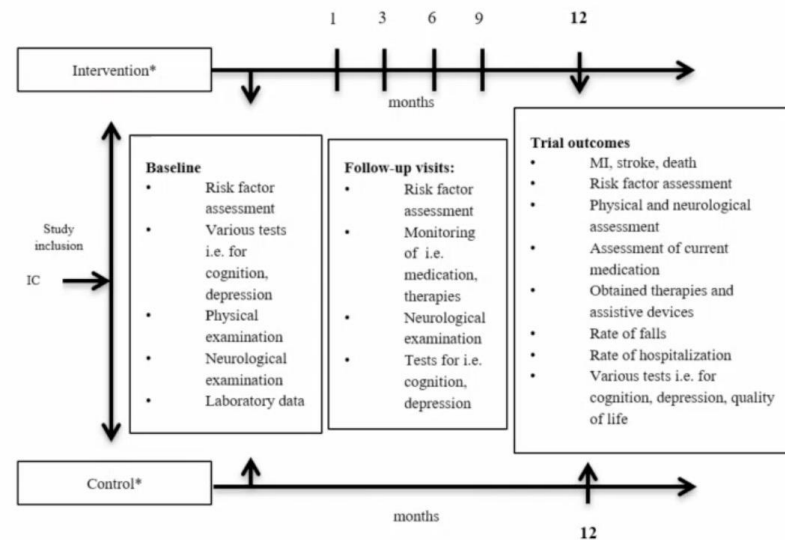 1
3
6
9
12
Intervention*
months
Study
inclusion
IC
Baseline
• Risk factor
assessment
• Various tests
i.e. for
cognition,
depression
• Physical
examination
• Neurological
examination
• Laboratory data
Follow-up visits:
• Risk factor
assessment
• Monitoring
of i.e.
medication,
therapies
• Neurological
examination
• Tests for i.e.
cognition,
depression
Trial outcomes
• MI, stroke, death
• Risk factor assessment
• Physical and neurological
assessment
• Assessment of current
medication
• Obtained therapies and
assistive devices
• Rate of falls
• Rate of hospitalization
• Various tests i.e. for
cognition, depression, quality
of life
Control*
months
12